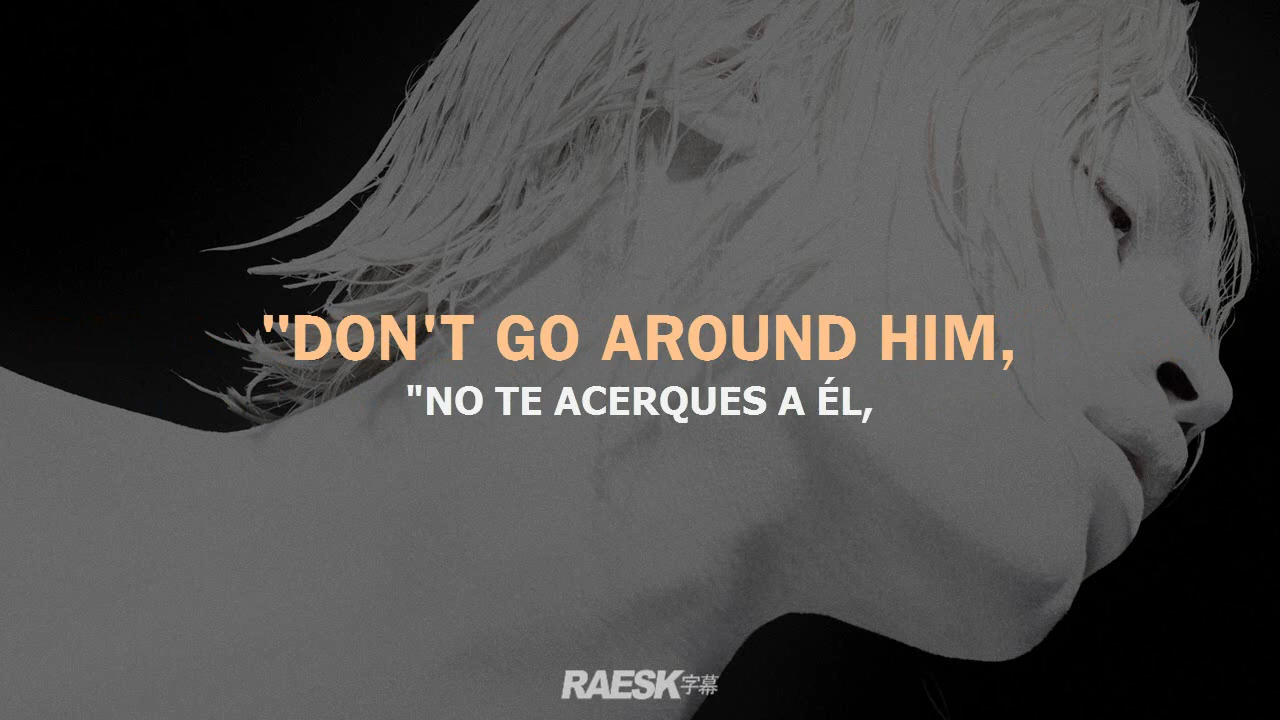 "DON'T GO AROUND HIM,
"NO TE ACERQUES A ÉL,
RAESK字幕